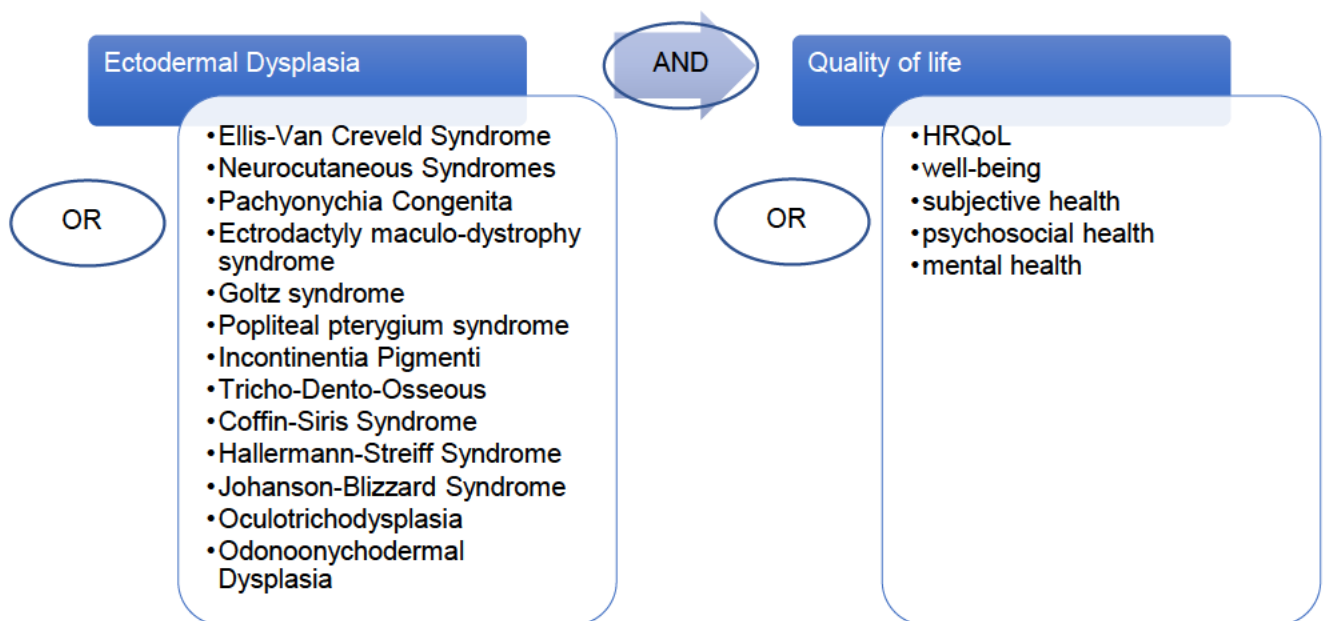 Ectodermal Dysplasia
AND
Quality of life
OR
•Ellis-Van Creveld Syndrome
•Neurocutaneous Syndromes
•Pachyonychia Congenita
•Ectrodactyly maculo-dystrophy
syndrome
•Goltz syndrome
•Popliteal pterygium syndrome
•Incontinentia Pigmenti
•Tricho-Dento-Osseous
•Coffin-Siris Syndrome
•Hallermann-Streiff Syndrome
•Johanson-Blizzard Syndrome
•Oculotrichodysplasia
•Odonoonychodermal
Dysplasia
OR
•HRQoL
•well-being
•subjective health
•psychosocial health
•mental health